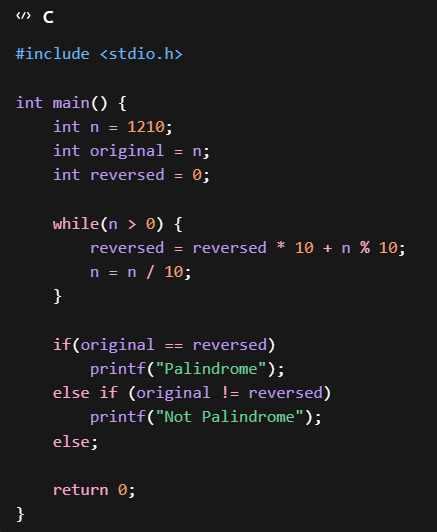 </> C
#include <stdio.h>

int main() {
    int n = 1210;
    int original = n;
    int reversed = 0;

    while(n > 0) {
        reversed = reversed * 10 + n % 10;
        n = n / 10;
    }

    if(original == reversed)
        printf("Palindrome");
    else if (original != reversed)
        printf("Not Palindrome");
    else;

    return 0;
}